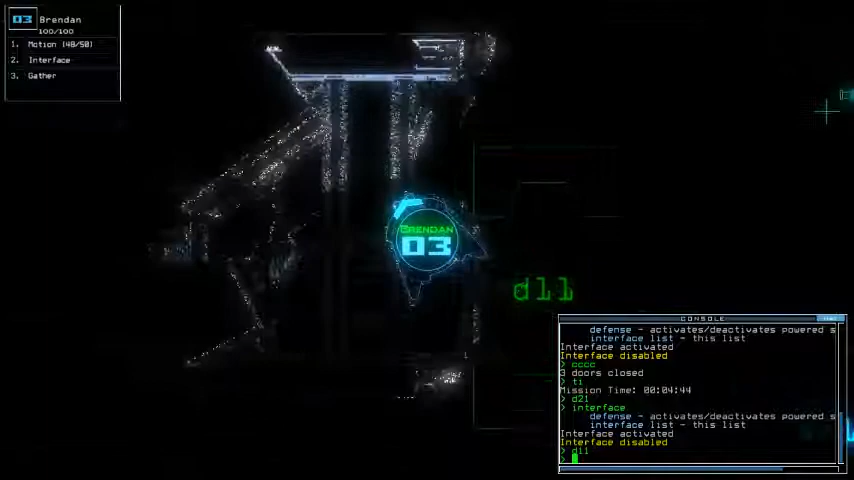 03 Brendan
100/100
1. Motion (48/50)
2. Interface
3. Gather
BRENDAN
03
d11
CONSOLE
defense - activates/deactivates powered s
interface list - this list
Interface activated
Interface disabled
> cccc
3 doors closed
> ti
Mission Time: 00:04:44
> d21
> interface
defense - activates/deactivates powered s
interface list - this list
Interface activated
Interface disabled
> d11
>